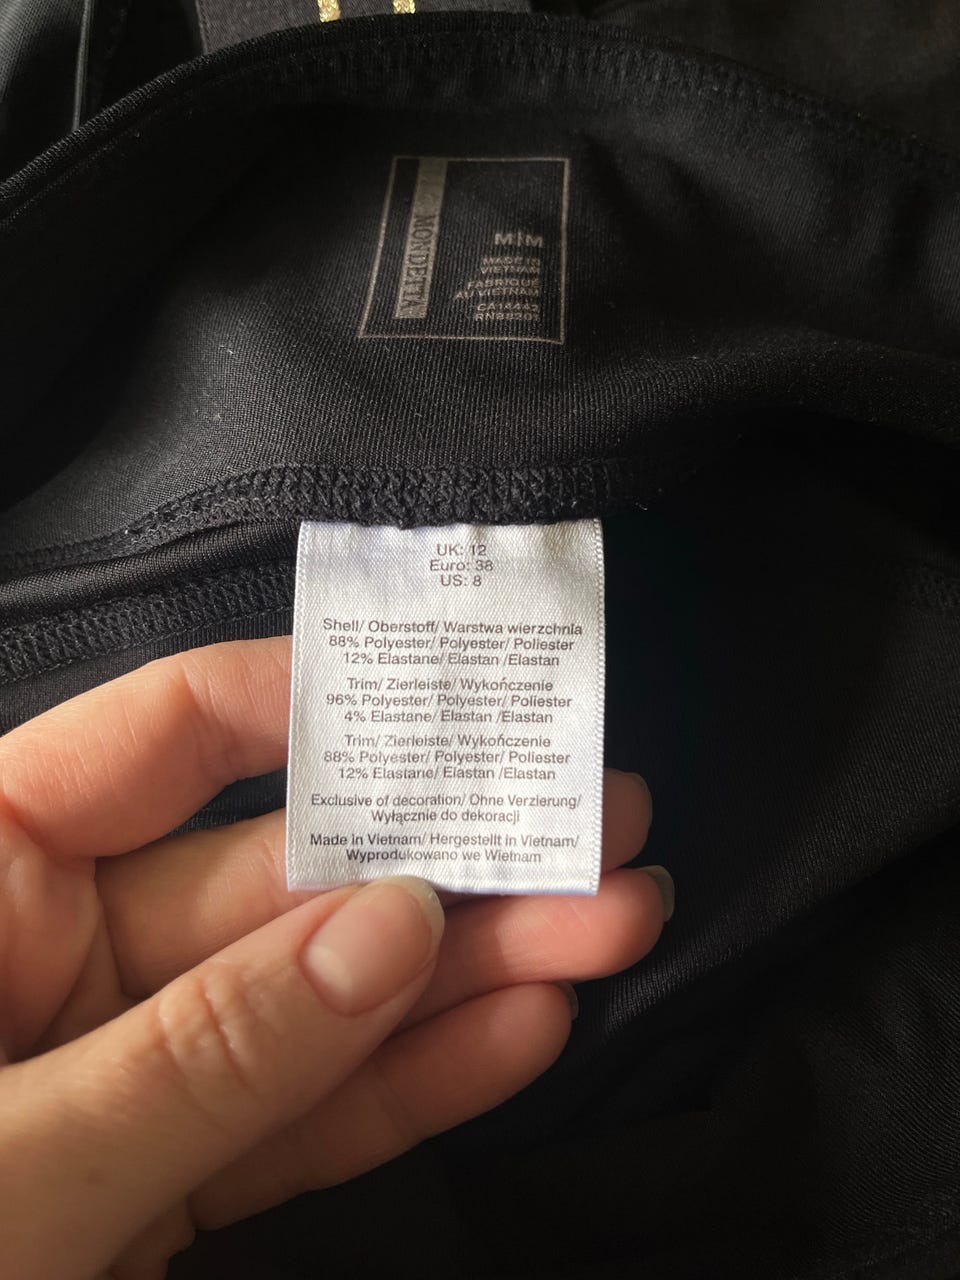 MONDETTA
M|M
MADE IN
VIETNAM
FABRIQUÉ
AU VIETNAM
CA14442
RN88201
UK: 12
Euro: 38
US: 8
Shell/ Oberstoff/ Warstwa wierzchnia
88% Polyester/ Polyester/ Poliester
12% Elastane/ Elastan /Elastan
Trim/ Zierleiste/ Wykończenie
96% Polyester/ Polyester/ Poliester
4% Elastane/ Elastan /Elastan
Trim/ Zierleiste/ Wykończenie
88% Polyester/ Polyester/ Poliester
12% Elastane/ Elastan /Elastan
Exclusive of decoration/ Ohne Verzierung/
Wyłącznie do dekoracji
Made in Vietnam/ Hergestellt in Vietnam/
Wyprodukowano we Wietnam